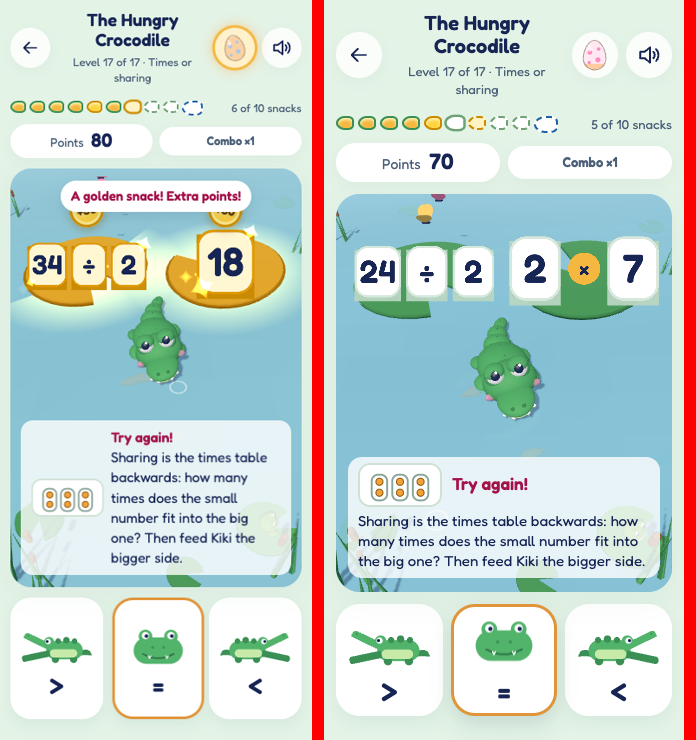 The Hungry
Crocodile
Level 17 of 17 · Times or
sharing
6 of 10 snacks
Points 80
Combo ×1
A golden snack! Extra points!
34 ÷ 2
18
Try again!
Sharing is the times table
backwards: how many
times does the small
number fit into the big
one? Then feed Kiki the
bigger side.
>
=
<
The Hungry
Crocodile
Level 17 of 17 · Times or
sharing
5 of 10 snacks
Points 70
Combo ×1
24 ÷ 2
2 × 7
Try again!
Sharing is the times table backwards: how
many times does the small number fit into
the big one? Then feed Kiki the bigger side.
>
=
<